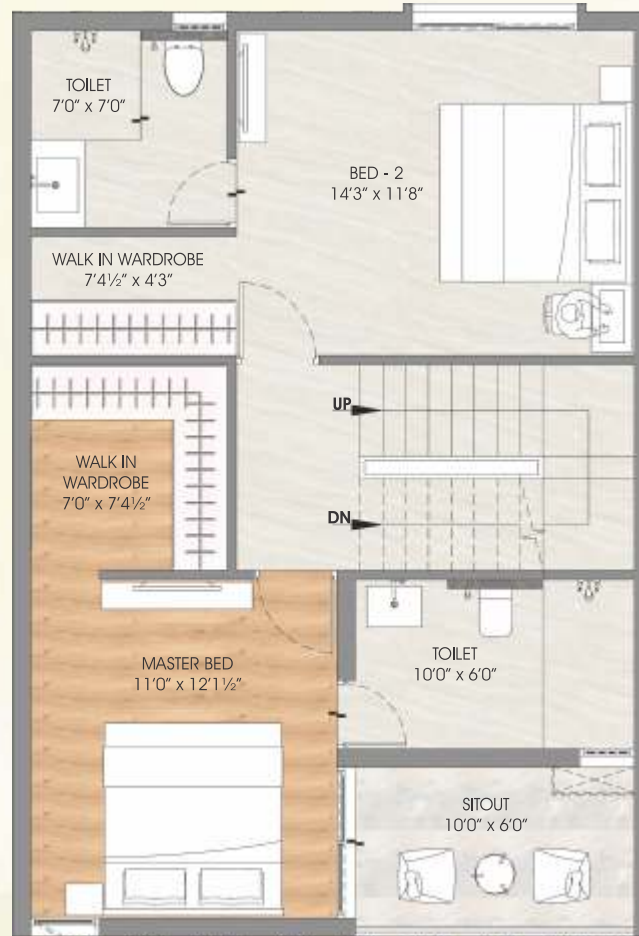 TOILET
7'0" x 7'0"
BED - 2
14'3" x 11'8"
WALK IN WARDROBE
7'4½" x 4'3"
UP
WALK IN
WARDROBE
7'0" x 7'4½"
DN
MASTER BED
11'0" x 12'1½"
TOILET
10'0" x 6'0"
SITOUT
10'0" x 6'0"